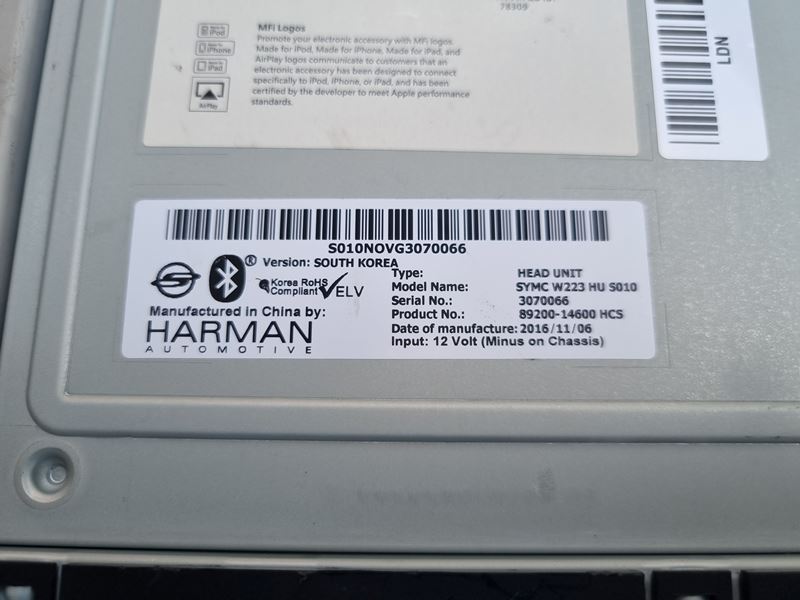 78309
MFi Logos
Promote your electronic accessory with MFi logos.
Made for iPod, Made for iPhone, Made for iPad, and
AirPlay logos communicate to customers that an
electronic accessory has been designed to connect
specifically to iPod, iPhone, or iPad, and has been
certified by the developer to meet Apple performance
standards.
iPod
iPhone
iPad
AirPlay
LDN
S010NOVG3070066
® Version: SOUTH KOREA
Korea RoHS
Compliant ELV
Manufactured in China by:
HARMAN
AUTOMOTIVE
Type: HEAD UNIT
Model Name: SYMC W223 HU S010
Serial No.: 3070066
Product No.: 89200-14600 HCS
Date of manufacture: 2016/11/06
Input: 12 Volt (Minus on Chassis)